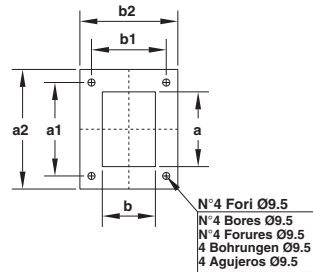 b2
b1
a2
a1
a
b
N°4 Fori Ø9.5
N°4 Bores Ø9.5
N°4 Forures Ø9.5
4 Bohrungen Ø9.5
4 Agujeros Ø9.5